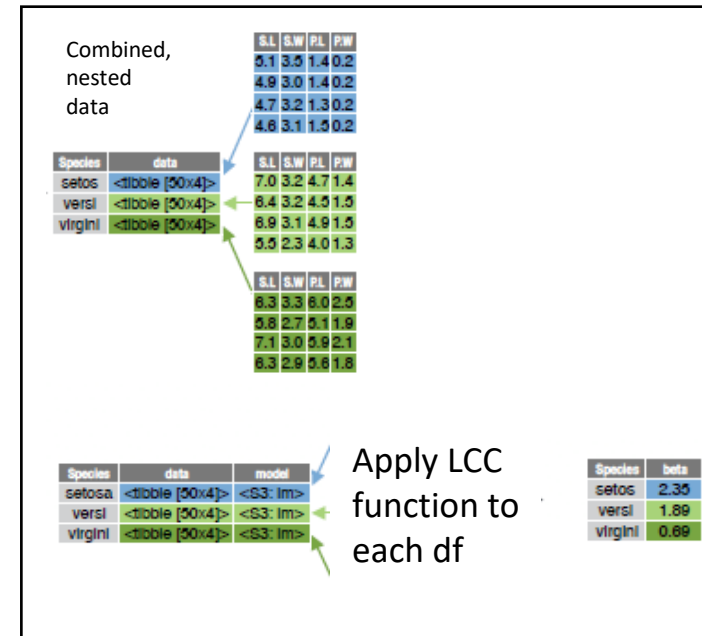 Combined,
nested
data
S.L S.W P.L P.W
5.1 3.5 1.4 0.2
4.9 3.0 1.4 0.2
4.7 3.2 1.3 0.2
4.6 3.1 1.5 0.2
Species data
setos <tibble [50x4]>
versi <tibble [50x4]>
virgini <tibble [50x4]>
S.L S.W P.L P.W
7.0 3.2 4.7 1.4
6.4 3.2 4.5 1.5
6.9 3.1 4.9 1.5
5.5 2.3 4.0 1.3
S.L S.W P.L P.W
6.3 3.3 6.0 2.5
5.8 2.7 5.1 1.9
7.1 3.0 5.9 2.1
6.3 2.9 5.6 1.8
Species data model
setosa <tibble [50x4]> <S3: lm>
versi <tibble [50x4]> <S3: lm>
virgini <tibble [50x4]> <S3: lm>
Apply LCC
function to
each df
Species beta
setos 2.35
versi 1.89
virgini 0.69